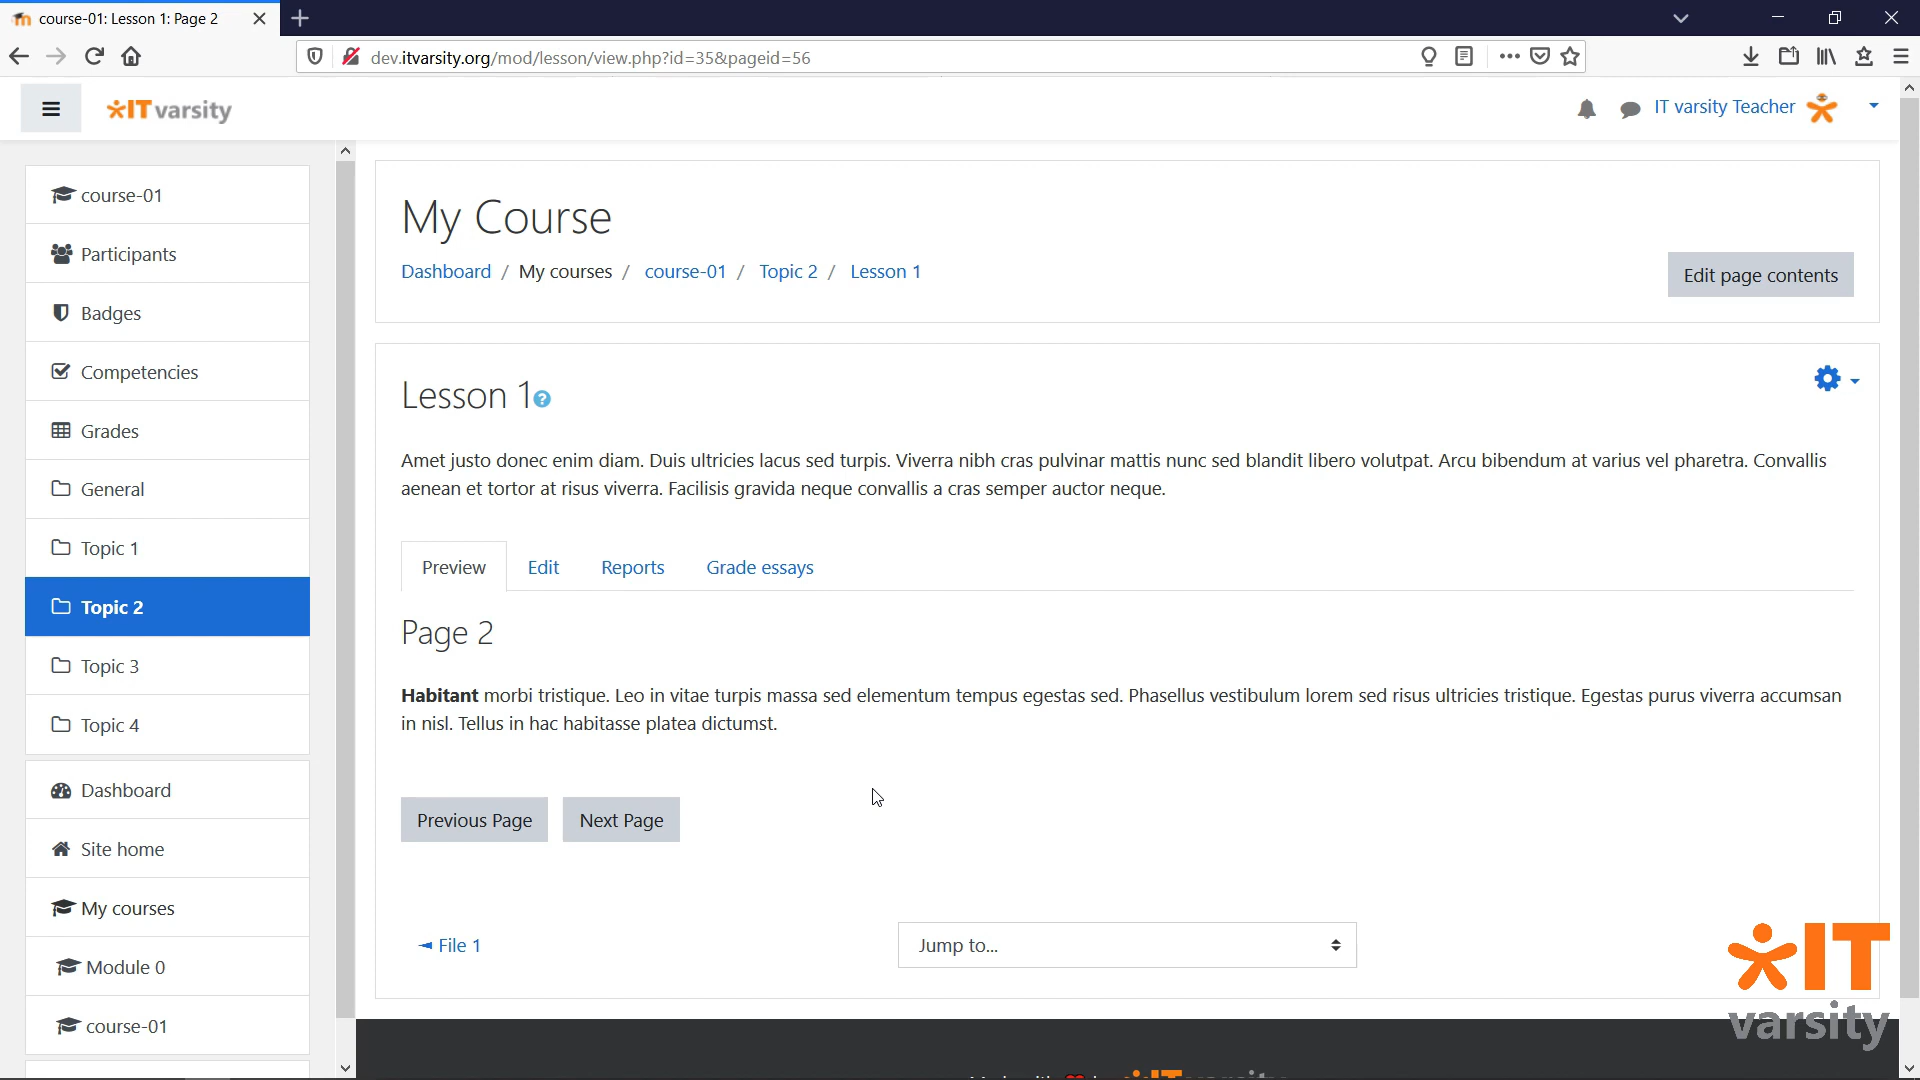 course-01: Lesson 1: Page 2
dev.itvarsity.org/mod/lesson/view.php?id=35&pageid=56
IT varsity
IT varsity Teacher
course-01
Participants
Badges
Competencies
Grades
General
Topic 1
Topic 2
Topic 3
Topic 4
Dashboard
Site home
My courses
Module 0
course-01
My Course
Dashboard / My courses / course-01 / Topic 2 / Lesson 1
Edit page contents
Lesson 1
Amet justo donec enim diam. Duis ultricies lacus sed turpis. Viverra nibh cras pulvinar mattis nunc sed blandit libero volutpat. Arcu bibendum at varius vel pharetra. Convallis
aenean et tortor at risus viverra. Facilisis gravida neque convallis a cras semper auctor neque.
Preview Edit Reports Grade essays
Page 2
Habitant morbi tristique. Leo in vitae turpis massa sed elementum tempus egestas sed. Phasellus vestibulum lorem sed risus ultricies tristique. Egestas purus viverra accumsan
in nisl. Tellus in hac habitasse platea dictumst.
Previous Page Next Page
◄ File 1
Jump to...
IT
varsity